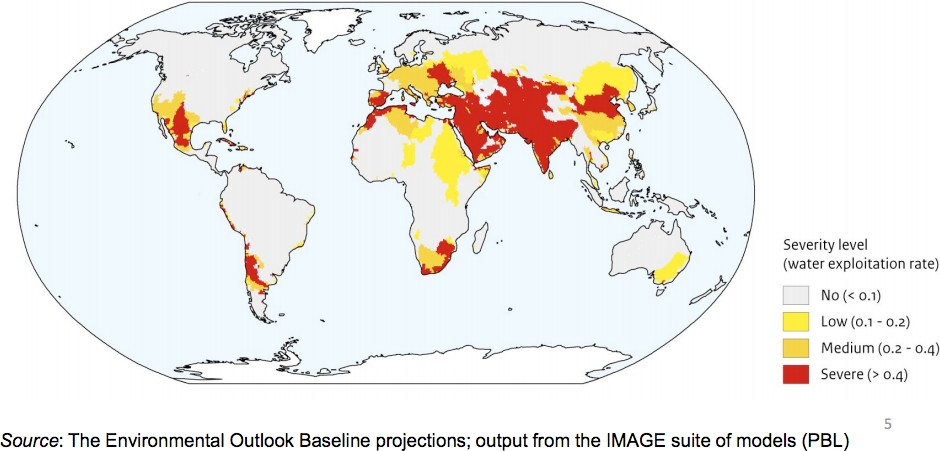 Severity level
(water exploitation rate)
No (< 0.1)
Low (0.1 - 0.2)
Medium (0.2 - 0.4)
Severe (> 0.4)
5
Source: The Environmental Outlook Baseline projections; output from the IMAGE suite of models (PBL)